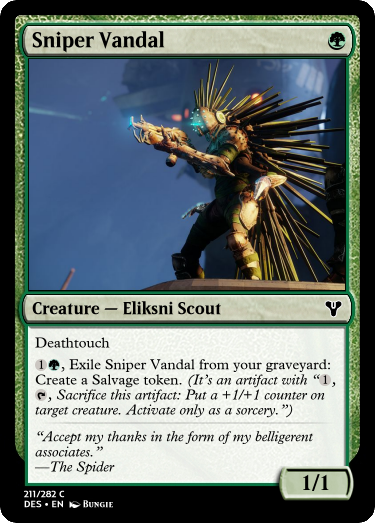 Sniper Vandal
Creature — Eliksni Scout
Deathtouch
1, Exile Sniper Vandal from your graveyard:
Create a Salvage token. (It's an artifact with “1,
, Sacrifice this artifact: Put a +1/+1 counter on
target creature. Activate only as a sorcery.”)
“Accept my thanks in the form of my belligerent
associates.”
—The Spider
1/1
211/282 C
DES • EN Bungie